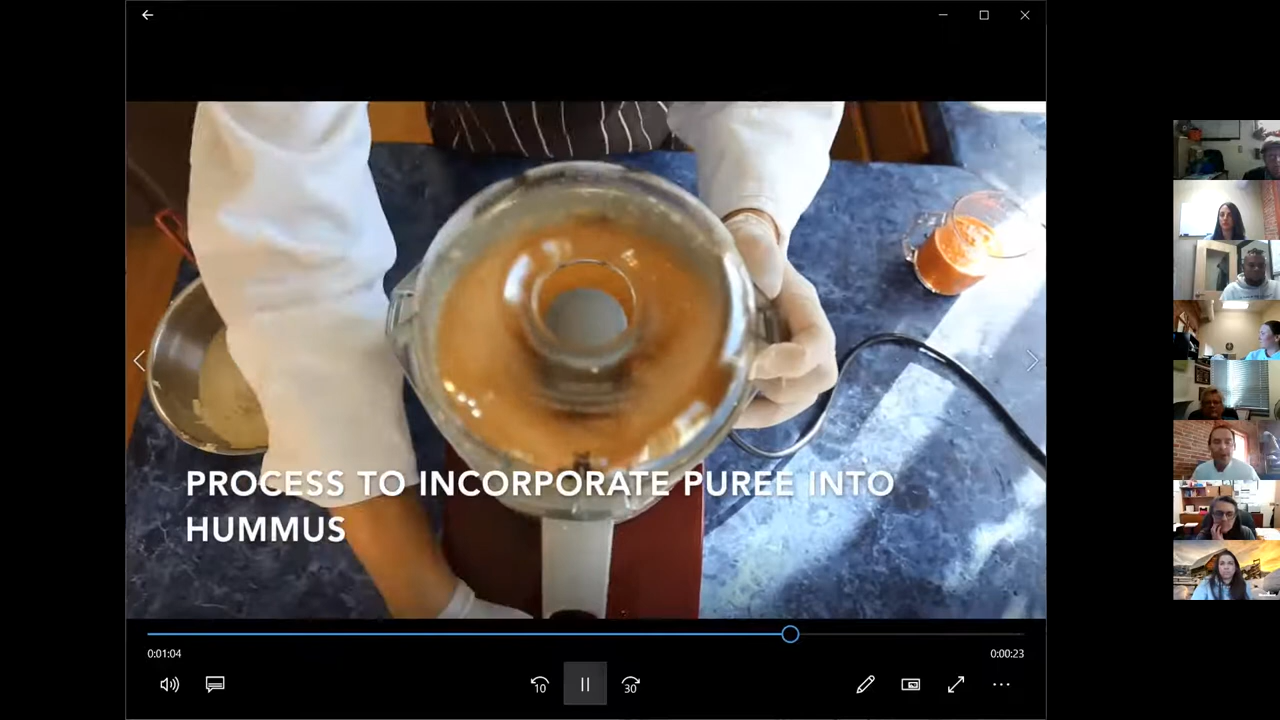 PROCESS TO INCORPORATE PUREE INTO
HUMMUS
0:01:04
0:00:23
10
30